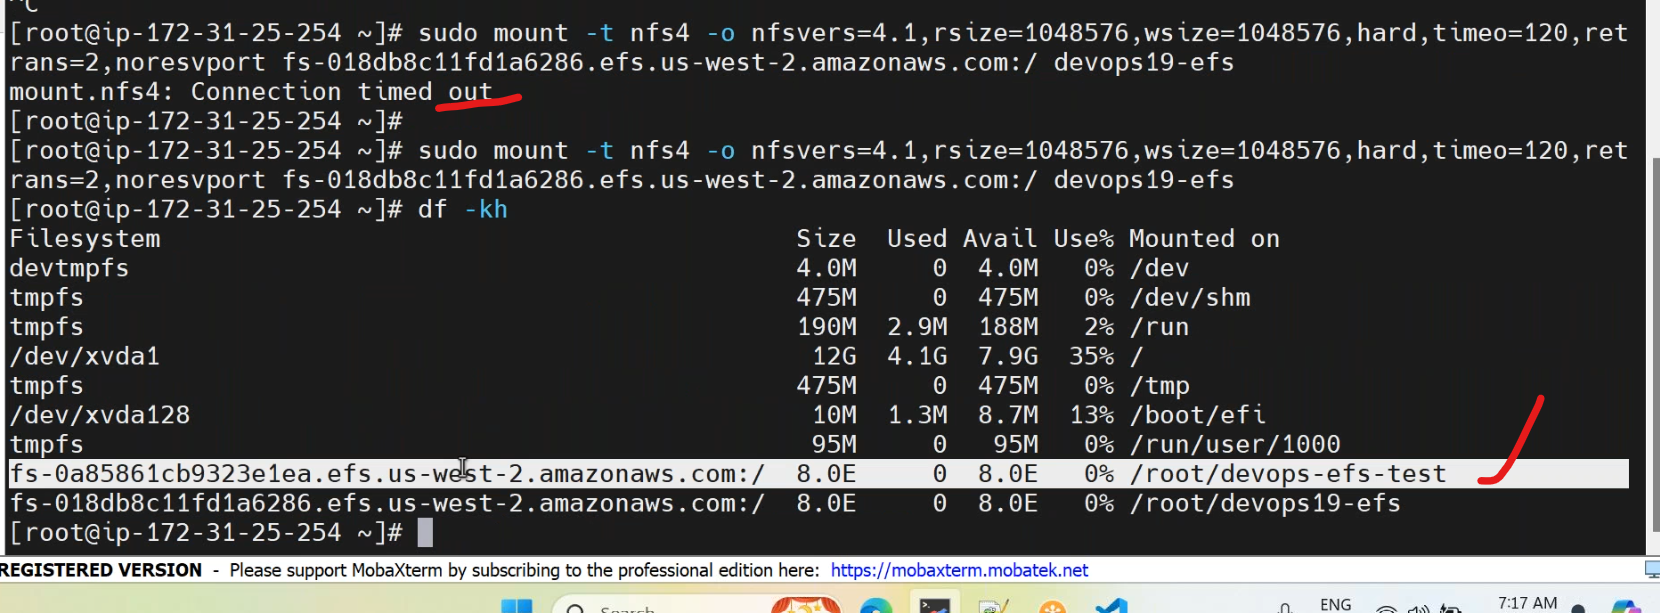 ^C
[root@ip-172-31-25-254 ~]# sudo mount -t nfs4 -o nfsvers=4.1,rsize=1048576,wsize=1048576,hard,timeo=120,ret
rans=2,noresvport fs-018db8c11fd1a6286.efs.us-west-2.amazonaws.com:/ devops19-efs
mount.nfs4: Connection timed out
[root@ip-172-31-25-254 ~]#
[root@ip-172-31-25-254 ~]# sudo mount -t nfs4 -o nfsvers=4.1,rsize=1048576,wsize=1048576,hard,timeo=120,ret
rans=2,noresvport fs-018db8c11fd1a6286.efs.us-west-2.amazonaws.com:/ devops19-efs
[root@ip-172-31-25-254 ~]# df -kh
Filesystem Size Used Avail Use% Mounted on
devtmpfs 4.0M 0 4.0M 0% /dev
tmpfs 475M 0 475M 0% /dev/shm
tmpfs 190M 2.9M 188M 2% /run
/dev/xvda1 12G 4.1G 7.9G 35% /
tmpfs 475M 0 475M 0% /tmp
/dev/xvda128 10M 1.3M 8.7M 13% /boot/efi
tmpfs 95M 0 95M 0% /run/user/1000
fs-0a85861cb9323e1ea.efs.us-west-2.amazonaws.com:/ 8.0E 0 8.0E 0% /root/devops-efs-test
fs-018db8c11fd1a6286.efs.us-west-2.amazonaws.com:/ 8.0E 0 8.0E 0% /root/devops19-efs
[root@ip-172-31-25-254 ~]#
REGISTERED VERSION - Please support MobaXterm by subscribing to the professional edition here: https://mobaxterm.mobatek.net
Search ENG 7:17 AM